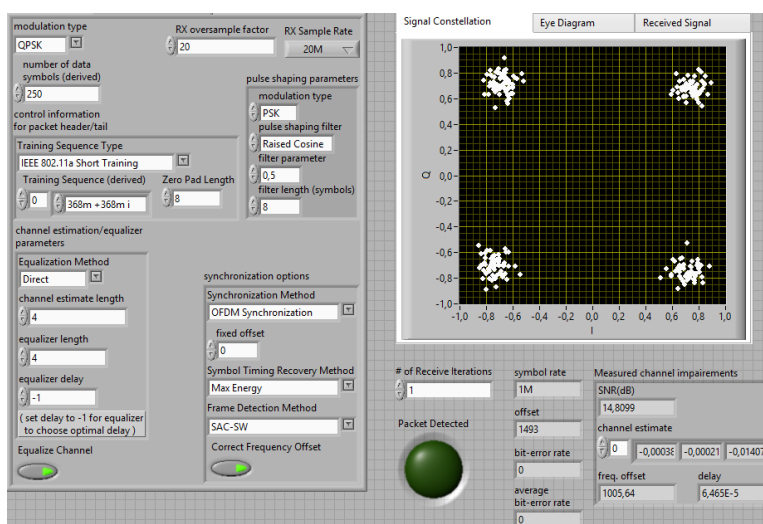 modulation type
QPSK
RX oversample factor
20
RX Sample Rate
20M
number of data
symbols (derived)
250
control information
for packet header/tail
Training Sequence Type
IEEE 802.11a Short Training
Training Sequence (derived)
0
368m +368m i
Zero Pad Length
8
pulse shaping parameters
modulation type
PSK
pulse shaping filter
Raised Cosine
filter parameter
0,5
filter length (symbols)
8
channel estimation/equalizer
parameters
Equalization Method
Direct
channel estimate length
4
equalizer length
4
equalizer delay
-1
( set delay to -1 for equalizer
to choose optimal delay )
Equalize Channel
synchronization options
Synchronization Method
OFDM Synchronization
fixed offset
0
Symbol Timing Recovery Method
Max Energy
Frame Detection Method
SAC-SW
Correct Frequency Offset
Signal Constellation
Eye Diagram
Received Signal
1,0
0,8
0,6
0,4
0,2
0,0
-0,2
-0,4
-0,6
-0,8
-1,0
Q
-1,0 -0,8 -0,6 -0,4 -0,2 0,0 0,2 0,4 0,6 0,8 1,0
I
# of Receive Iterations
1
Packet Detected
symbol rate
1M
offset
1493
bit-error rate
0
average
bit-error rate
0
Measured channel impairements
SNR(dB)
14,8099
channel estimate
0
-0,00038 -0,00021 -0,01407
freq. offset
1005,64
delay
6,465E-5